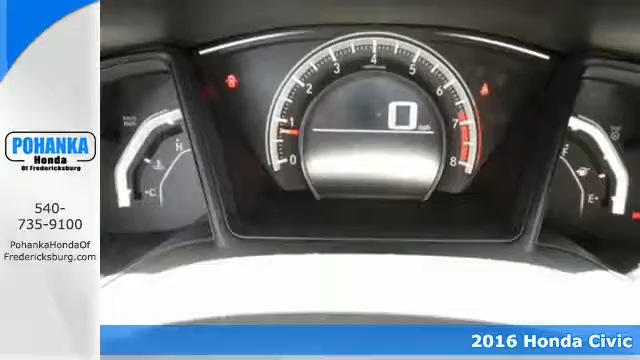 POHANKA
Honda
Of Fredericksburg
540-
735-9100
PohankaHondaOf
Fredericksburg.com
0 1 2 3 4 5 6 7 8
0 mph
H
C
F
E
2016 Honda Civic